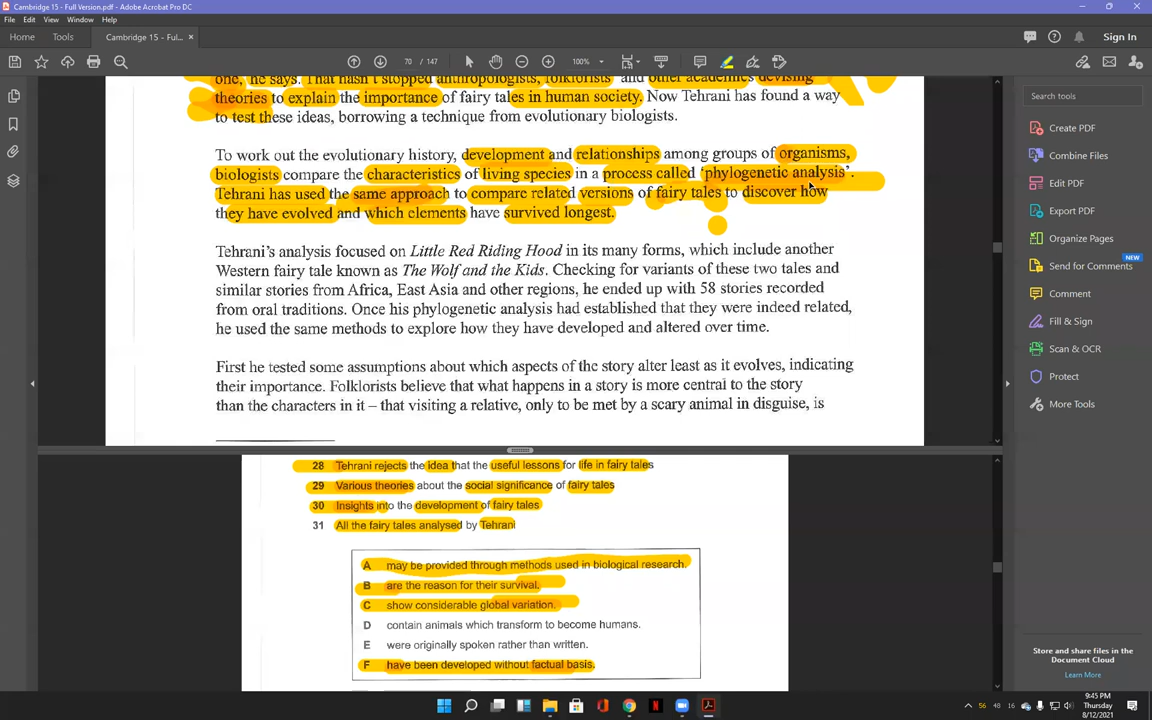 Cambridge 15 - Full Version.pdf - Adobe Acrobat Pro DC
File Edit View Window Help
Home Tools Cambridge 15 - Full... × Sign In
70 / 147 100%
one,' he says. That hasn't stopped anthropologists, folklorists and other academics devising
theories to explain the importance of fairy tales in human society. Now Tehrani has found a way
to test these ideas, borrowing a technique from evolutionary biologists.
To work out the evolutionary history, development and relationships among groups of organisms,
biologists compare the characteristics of living species in a process called 'phylogenetic analysis'.
Tehrani has used the same approach to compare related versions of fairy tales to discover how
they have evolved and which elements have survived longest.
Tehrani's analysis focused on Little Red Riding Hood in its many forms, which include another
Western fairy tale known as The Wolf and the Kids. Checking for variants of these two tales and
similar stories from Africa, East Asia and other regions, he ended up with 58 stories recorded
from oral traditions. Once his phylogenetic analysis had established that they were indeed related,
he used the same methods to explore how they have developed and altered over time.
First he tested some assumptions about which aspects of the story alter least as it evolves, indicating
their importance. Folklorists believe that what happens in a story is more central to the story
than the characters in it – that visiting a relative, only to be met by a scary animal in disguise, is
28 Tehrani rejects the idea that the useful lessons for life in fairy tales
29 Various theories about the social significance of fairy tales
30 Insights into the development of fairy tales
31 All the fairy tales analysed by Tehrani
A may be provided through methods used in biological research.
B are the reason for their survival.
C show considerable global variation.
D contain animals which transform to become humans.
E were originally spoken rather than written.
F have been developed without factual basis.
Search tools
Create PDF
Combine Files
Edit PDF
Export PDF
Organize Pages
NEW
Send for Comments
Comment
Fill & Sign
Scan & OCR
Protect
More Tools
Store and share files in the
Document Cloud
Learn More
56 48 16
9:45 PM
Thursday
8/12/2021